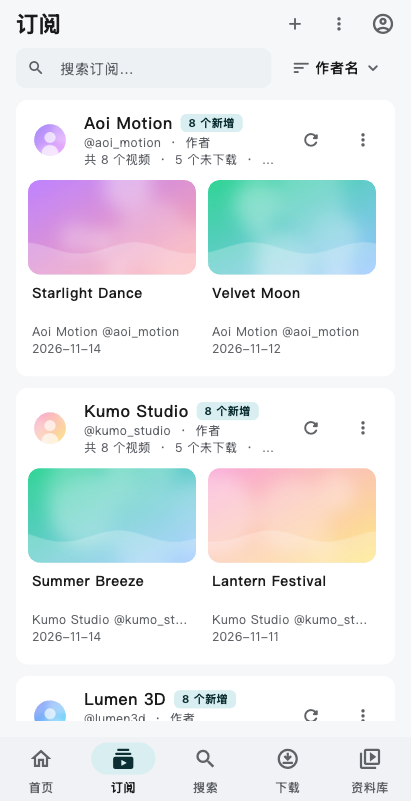 订阅
搜索订阅...
作者名
Aoi Motion 8 个新增
@aoi_motion · 作者
共 8 个视频 · 5 个未下载 · ...
Starlight Dance
Aoi Motion @aoi_motion
2026-11-14
Velvet Moon
Aoi Motion @aoi_motion
2026-11-12
Kumo Studio 8 个新增
@kumo_studio · 作者
共 8 个视频 · 5 个未下载 · ...
Summer Breeze
Kumo Studio @kumo_st...
2026-11-14
Lantern Festival
Kumo Studio @kumo_st...
2026-11-11
Lumen 3D 8 个新增
@lumen3d · 作者
首页
订阅
搜索
下载
资料库